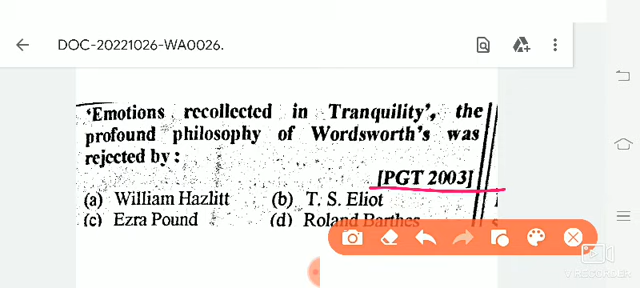 DOC-20221026-WA0026.
'Emotions recollected in Tranquility', the
profound philosophy of Wordsworth's was
rejected by :
[PGT 2003]
(a) William Hazlitt (b) T. S. Eliot
(c) Ezra Pound (d) Roland Barthes